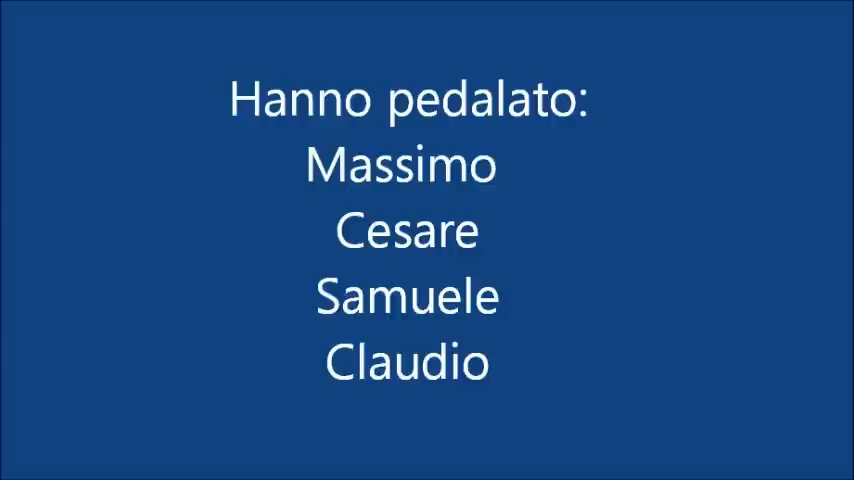 Hanno pedalato:
Massimo
Cesare
Samuele
Claudio